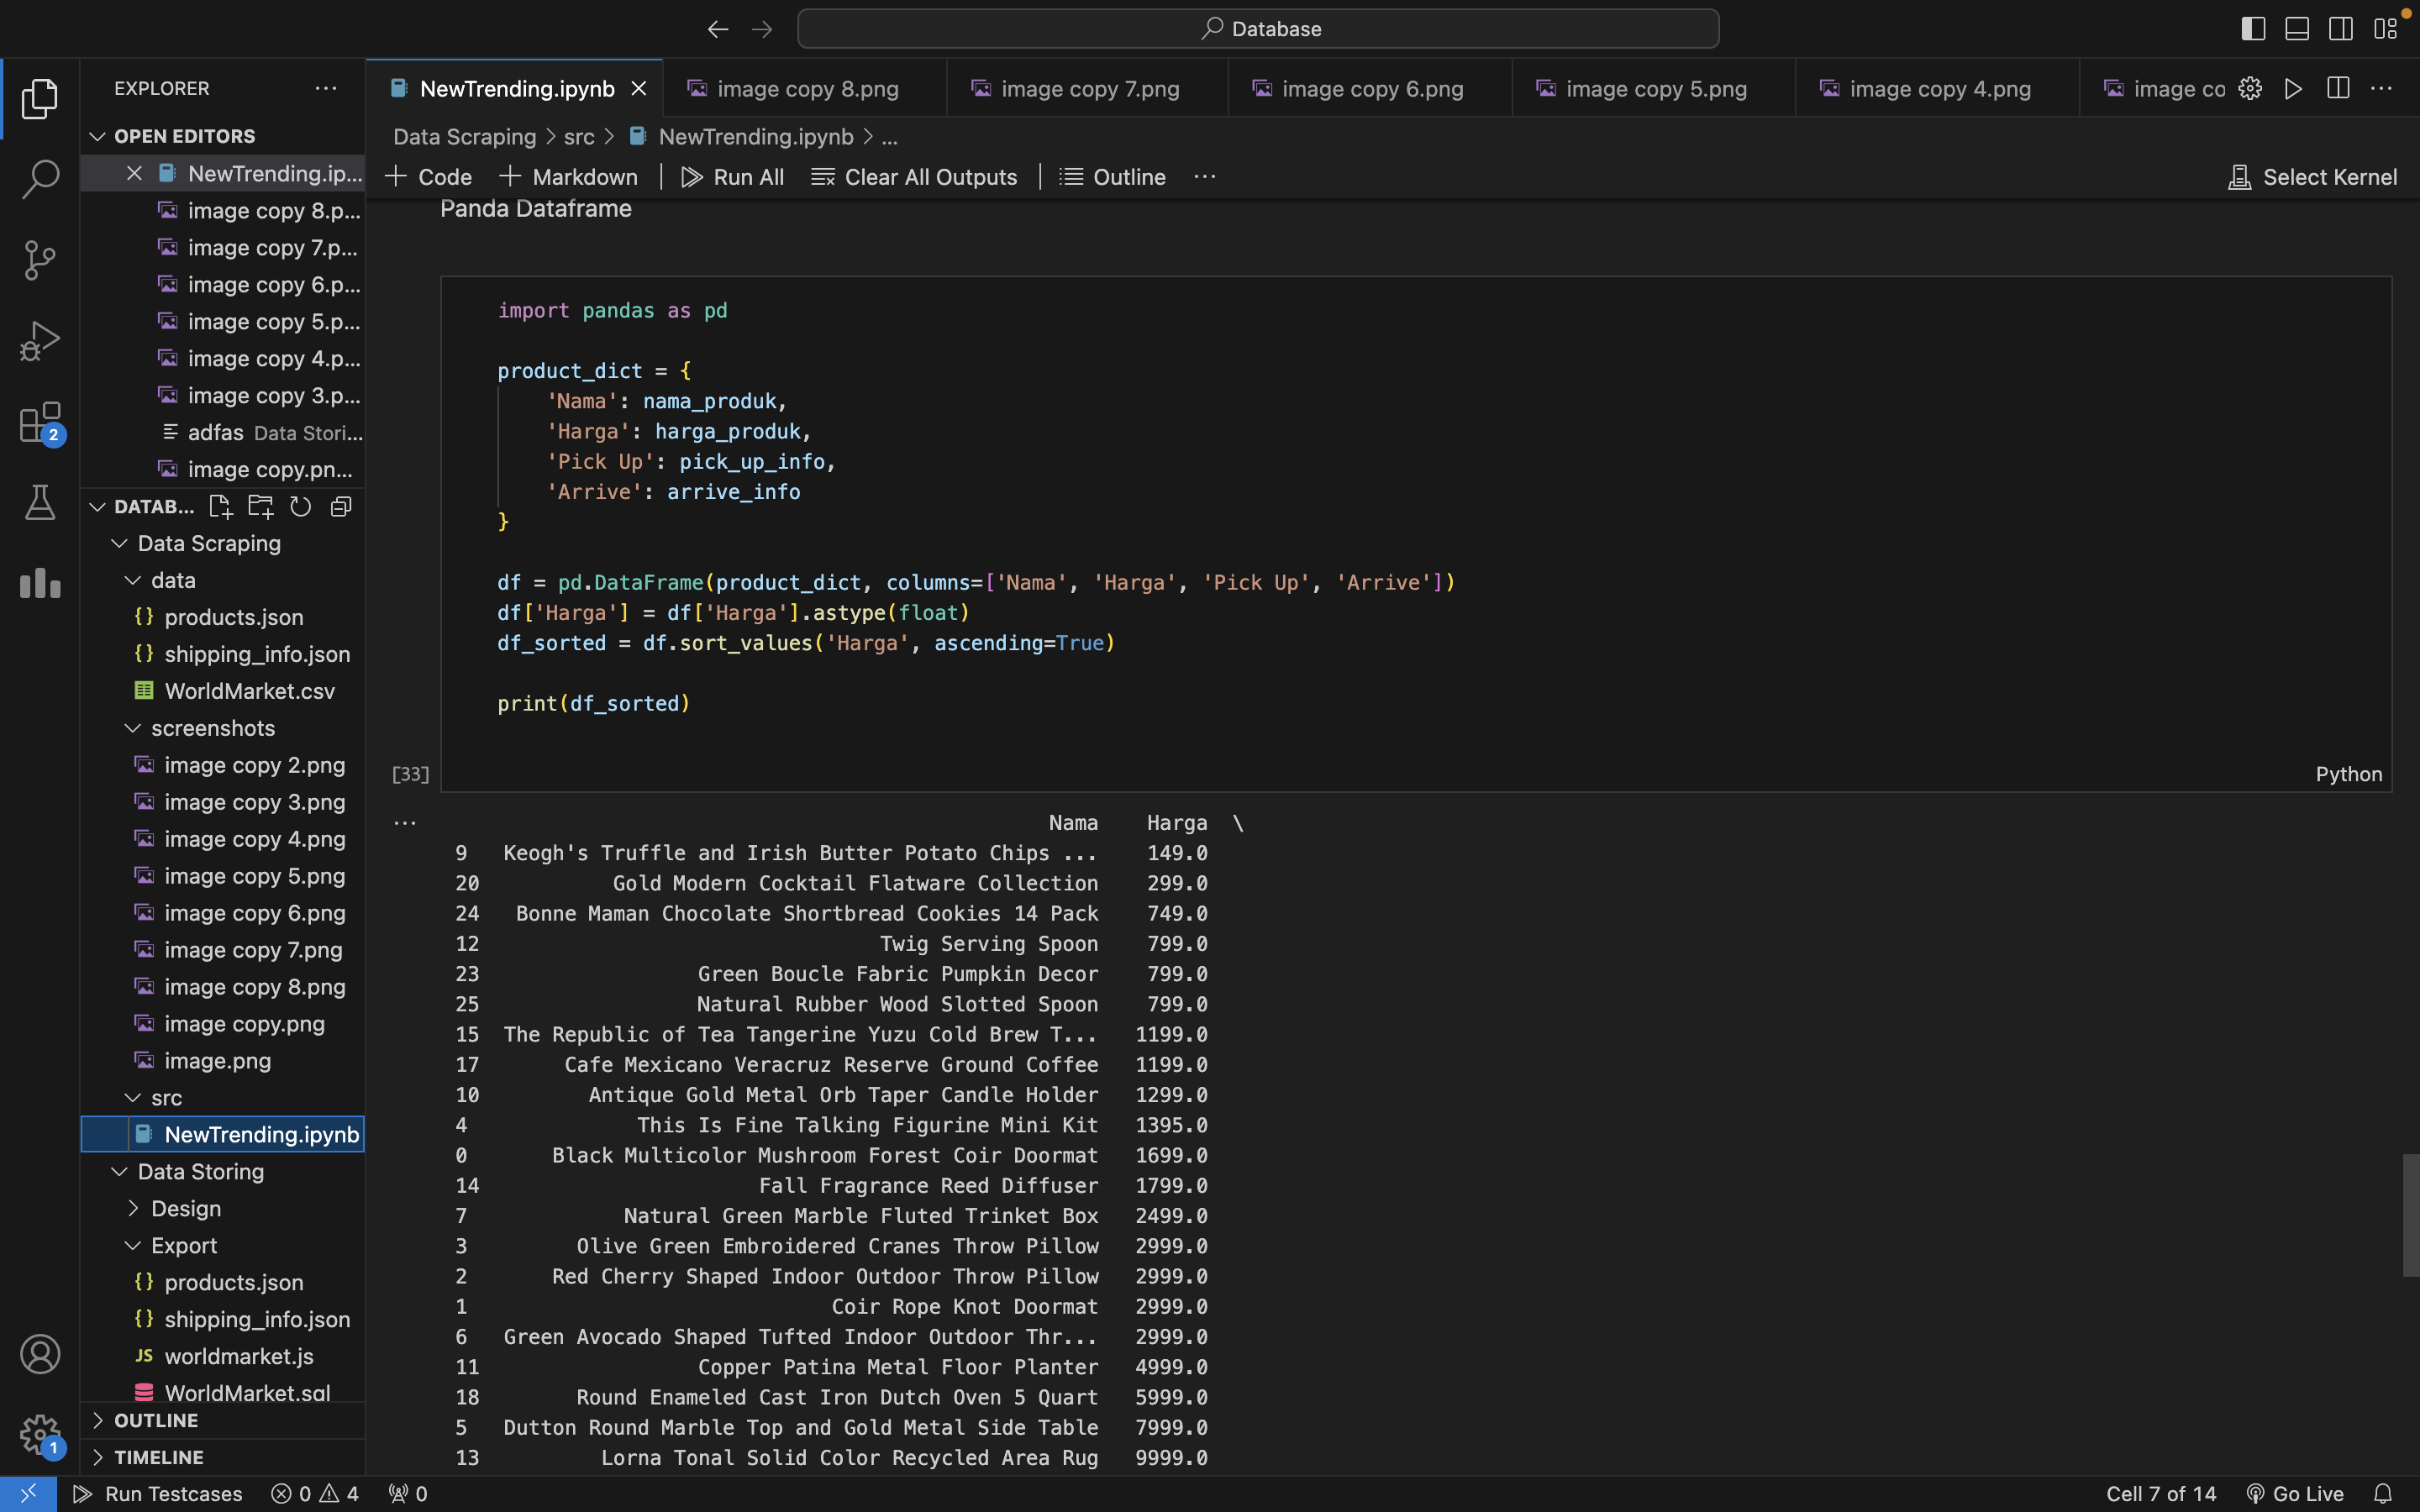 Database
EXPLORER
NewTrending.ipynb
image copy 8.png
image copy 7.png
image copy 6.png
image copy 5.png
image copy 4.png
image co
OPEN EDITORS
NewTrending.ip...
image copy 8.p...
image copy 7.p...
image copy 6.p...
image copy 5.p...
image copy 4.p...
image copy 3.p...
adfas Data Stori...
image copy.pn...
DATAB...
Data Scraping
data
products.json
shipping_info.json
WorldMarket.csv
screenshots
image copy 2.png
image copy 3.png
image copy 4.png
image copy 5.png
image copy 6.png
image copy 7.png
image copy 8.png
image copy.png
image.png
src
NewTrending.ipynb
Data Storing
Design
Export
products.json
shipping_info.json
JS worldmarket.js
WorldMarket.sql
OUTLINE
TIMELINE
2
1
Data Scraping > src > NewTrending.ipynb > ...
+ Code + Markdown Run All Clear All Outputs Outline ... Select Kernel
Panda Dataframe
import pandas as pd
product_dict = {
'Nama': nama_produk,
'Harga': harga_produk,
'Pick Up': pick_up_info,
'Arrive': arrive_info
}
df = pd.DataFrame(product_dict, columns=['Nama', 'Harga', 'Pick Up', 'Arrive'])
df['Harga'] = df['Harga'].astype(float)
df_sorted = df.sort_values('Harga', ascending=True)
print(df_sorted)
[33]
Python
... Nama Harga \
9 Keogh's Truffle and Irish Butter Potato Chips ... 149.0
20 Gold Modern Cocktail Flatware Collection 299.0
24 Bonne Maman Chocolate Shortbread Cookies 14 Pack 749.0
12 Twig Serving Spoon 799.0
23 Green Boucle Fabric Pumpkin Decor 799.0
25 Natural Rubber Wood Slotted Spoon 799.0
15 The Republic of Tea Tangerine Yuzu Cold Brew T... 1199.0
17 Cafe Mexicano Veracruz Reserve Ground Coffee 1199.0
10 Antique Gold Metal Orb Taper Candle Holder 1299.0
4 This Is Fine Talking Figurine Mini Kit 1395.0
0 Black Multicolor Mushroom Forest Coir Doormat 1699.0
14 Fall Fragrance Reed Diffuser 1799.0
7 Natural Green Marble Fluted Trinket Box 2499.0
3 Olive Green Embroidered Cranes Throw Pillow 2999.0
2 Red Cherry Shaped Indoor Outdoor Throw Pillow 2999.0
1 Coir Rope Knot Doormat 2999.0
6 Green Avocado Shaped Tufted Indoor Outdoor Thr... 2999.0
11 Copper Patina Metal Floor Planter 4999.0
18 Round Enameled Cast Iron Dutch Oven 5 Quart 5999.0
5 Dutton Round Marble Top and Gold Metal Side Table 7999.0
13 Lorna Tonal Solid Color Recycled Area Rug 9999.0
Run Testcases 0 4 0 Cell 7 of 14 Go Live